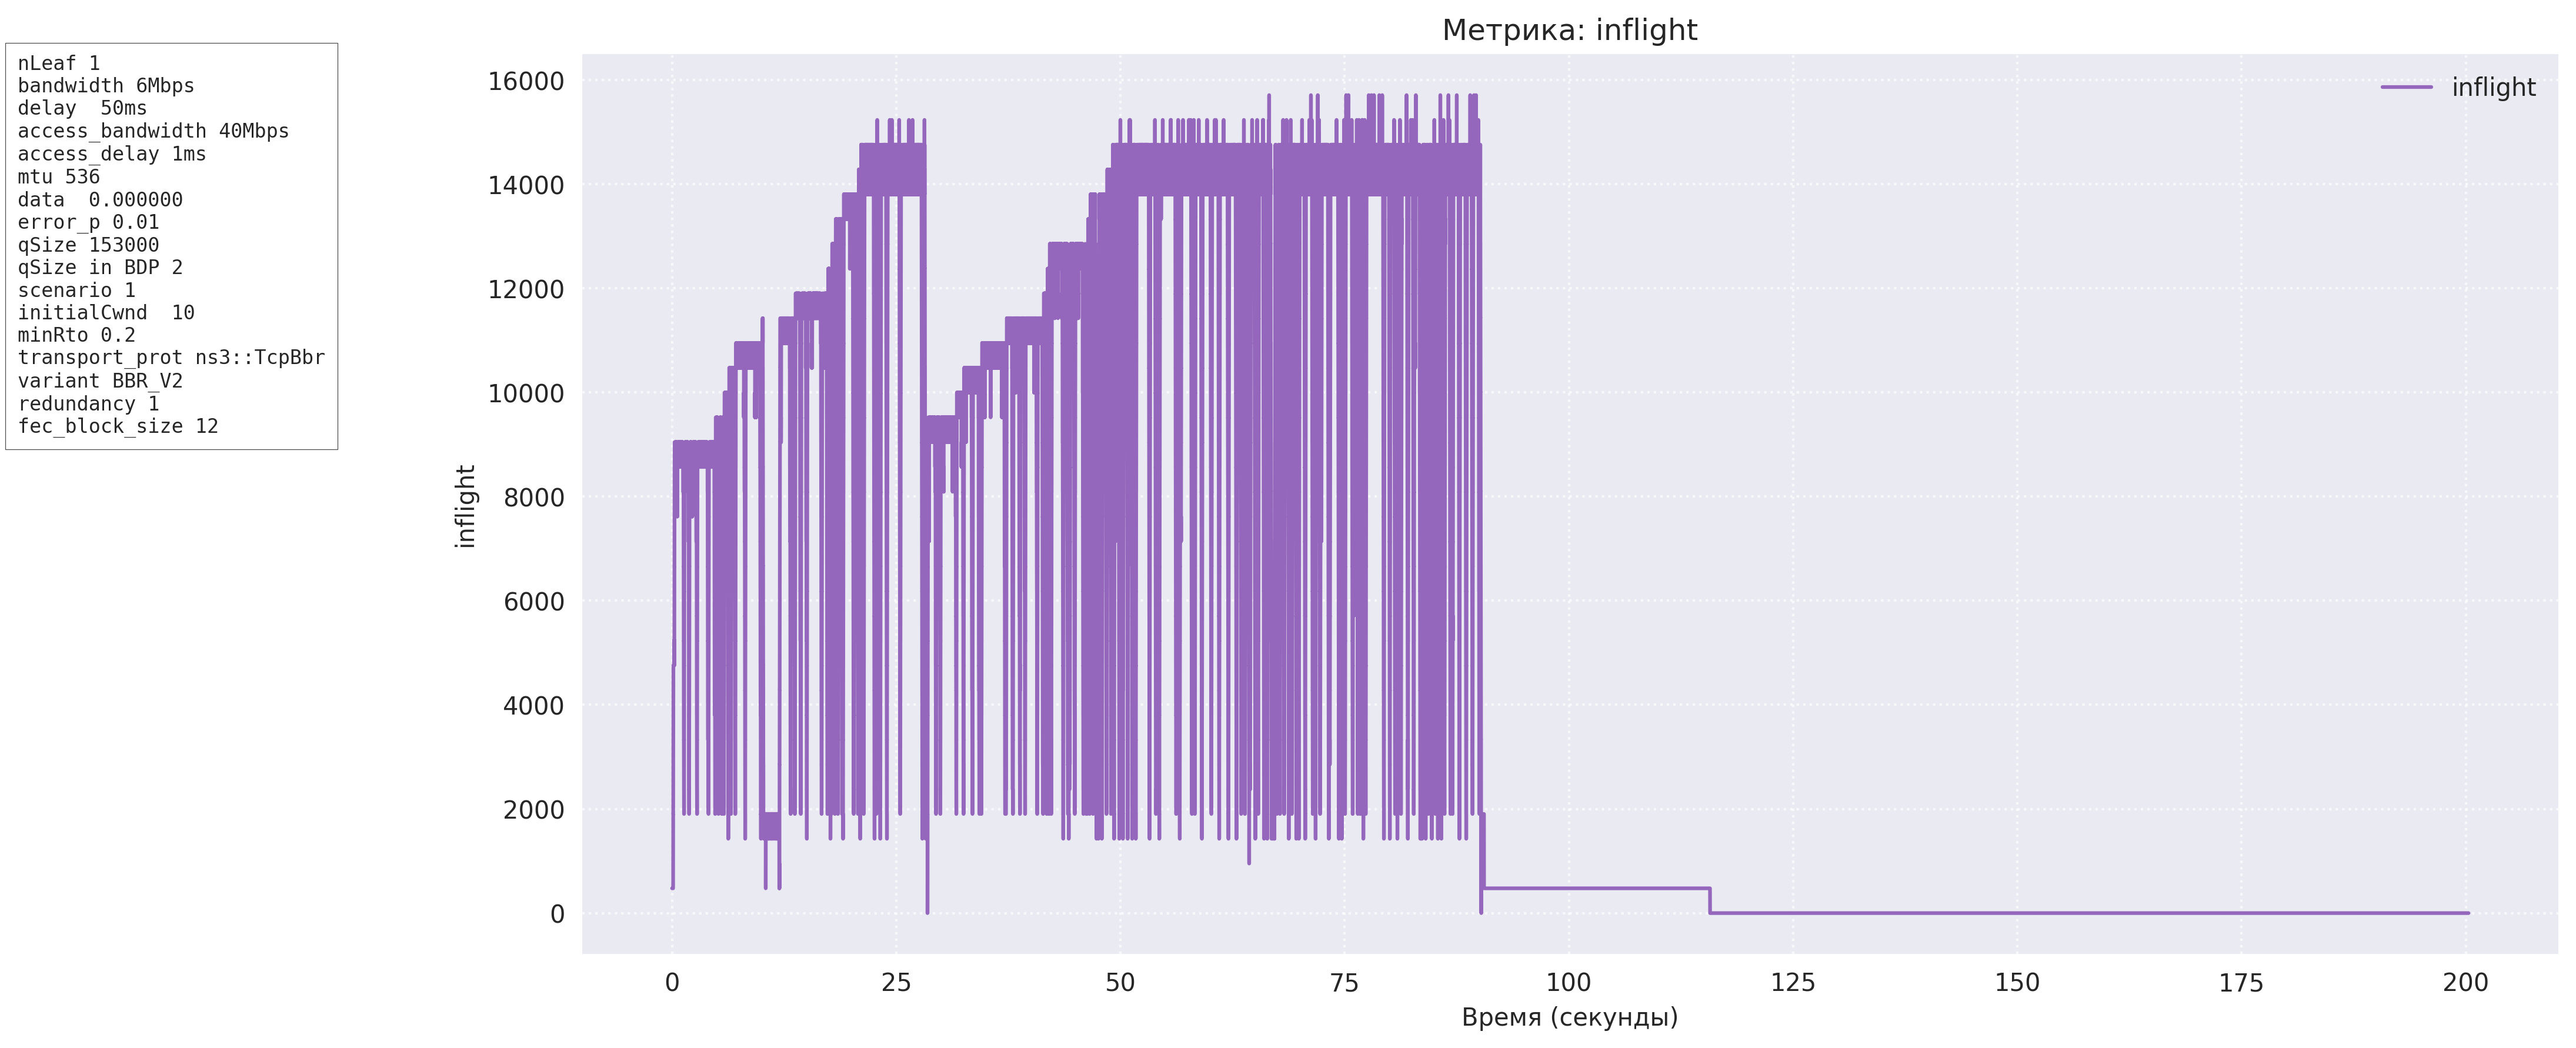 Метрика: inflight
nLeaf 1
bandwidth 6Mbps
delay  50ms
access_bandwidth 40Mbps
access_delay 1ms
mtu 536
data  0.000000
error_p 0.01
qSize 153000
qSize in BDP 2
scenario 1
initialCwnd  10
minRto 0.2
transport_prot ns3::TcpBbr
variant BBR_V2
redundancy 1
fec_block_size 12
inflight
16000
14000
12000
10000
8000
6000
4000
2000
0
inflight
0 25 50 75 100 125 150 175 200
Время (секунды)